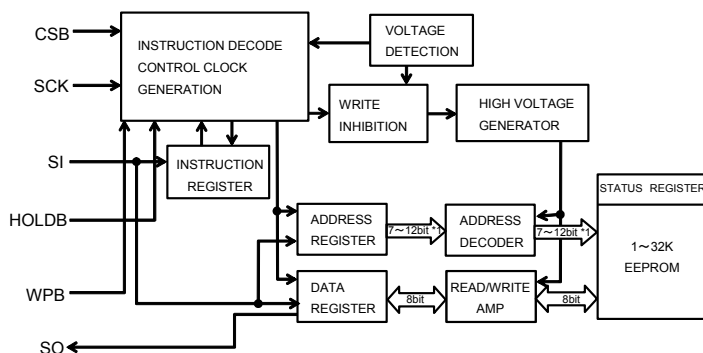 CSB
SCK
SI
HOLDB
WPB
SO
INSTRUCTION DECODE
CONTROL CLOCK
GENERATION
VOLTAGE
DETECTION
WRITE
INHIBITION
HIGH VOLTAGE
GENERATOR
INSTRUCTION
REGISTER
ADDRESS
REGISTER
7～12bit *1
ADDRESS
DECODER
7～12bit *1
DATA
REGISTER
8bit
READ/WRITE
AMP
8bit
STATUS REGISTER
1～32K
EEPROM